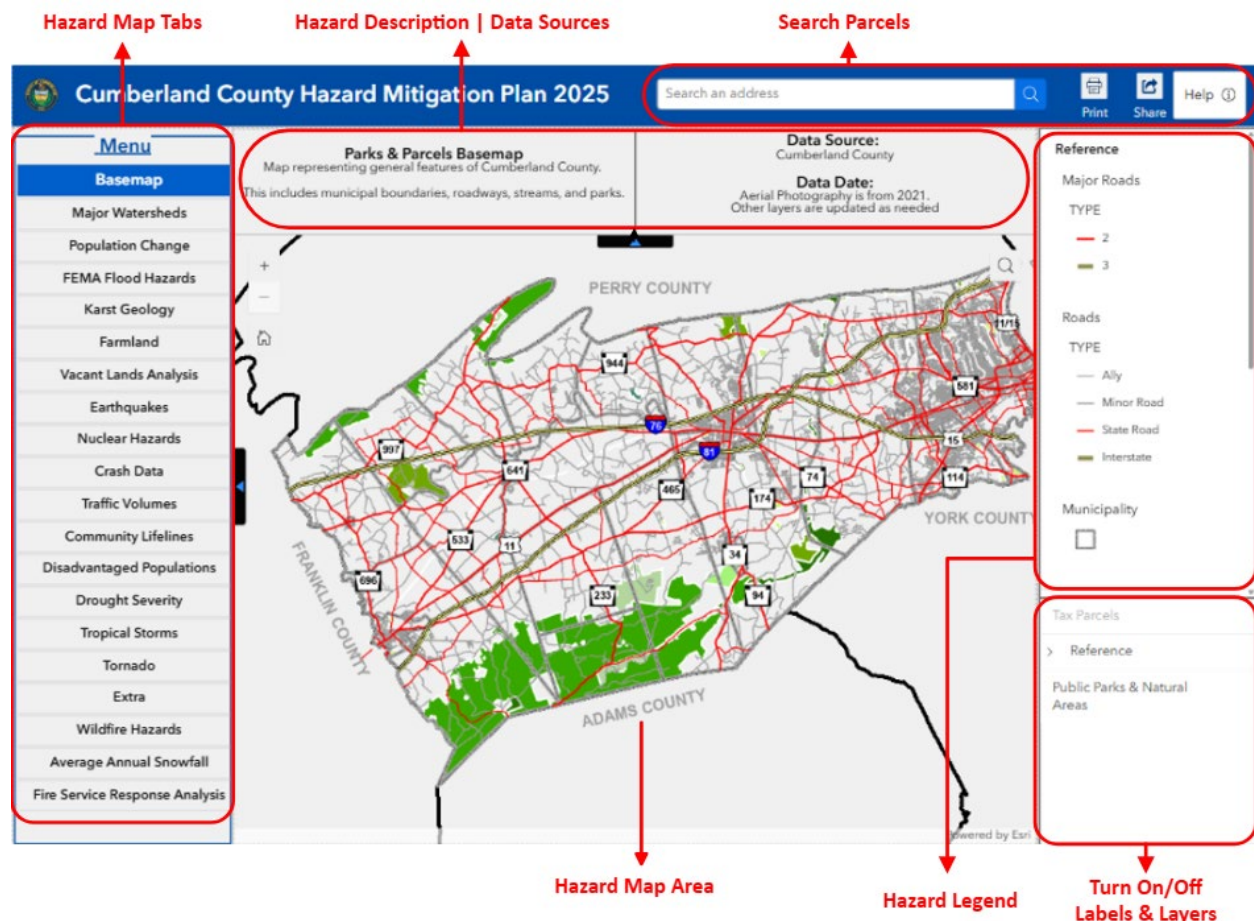 Hazard Map Tabs
Hazard Description | Data Sources
Search Parcels
Cumberland County Hazard Mitigation Plan 2025
Search an address
Print
Share
Help
Menu
Basemap
Major Watersheds
Population Change
FEMA Flood Hazards
Karst Geology
Farmland
Vacant Lands Analysis
Earthquakes
Nuclear Hazards
Crash Data
Traffic Volumes
Community Lifelines
Disadvantaged Populations
Drought Severity
Tropical Storms
Tornado
Extra
Wildfire Hazards
Average Annual Snowfall
Fire Service Response Analysis
Parks & Parcels Basemap
Map representing general features of Cumberland County.
This includes municipal boundaries, roadways, streams, and parks.
Data Source:
Cumberland County
Data Date:
Aerial Photography is from 2021.
Other layers are updated as needed
+
−
PERRY COUNTY
11/15
944
581
76
15
997
81
641
465
74
114
174
YORK COUNTY
533
11
34
FRANKLIN COUNTY
696
233
94
ADAMS COUNTY
Powered by Esri
Reference
Major Roads
TYPE
2
3
Roads
TYPE
Ally
Minor Road
State Road
Interstate
Municipality
Tax Parcels
> Reference
Public Parks & Natural
Areas
Hazard Map Area
Hazard Legend
Turn On/Off
Labels & Layers